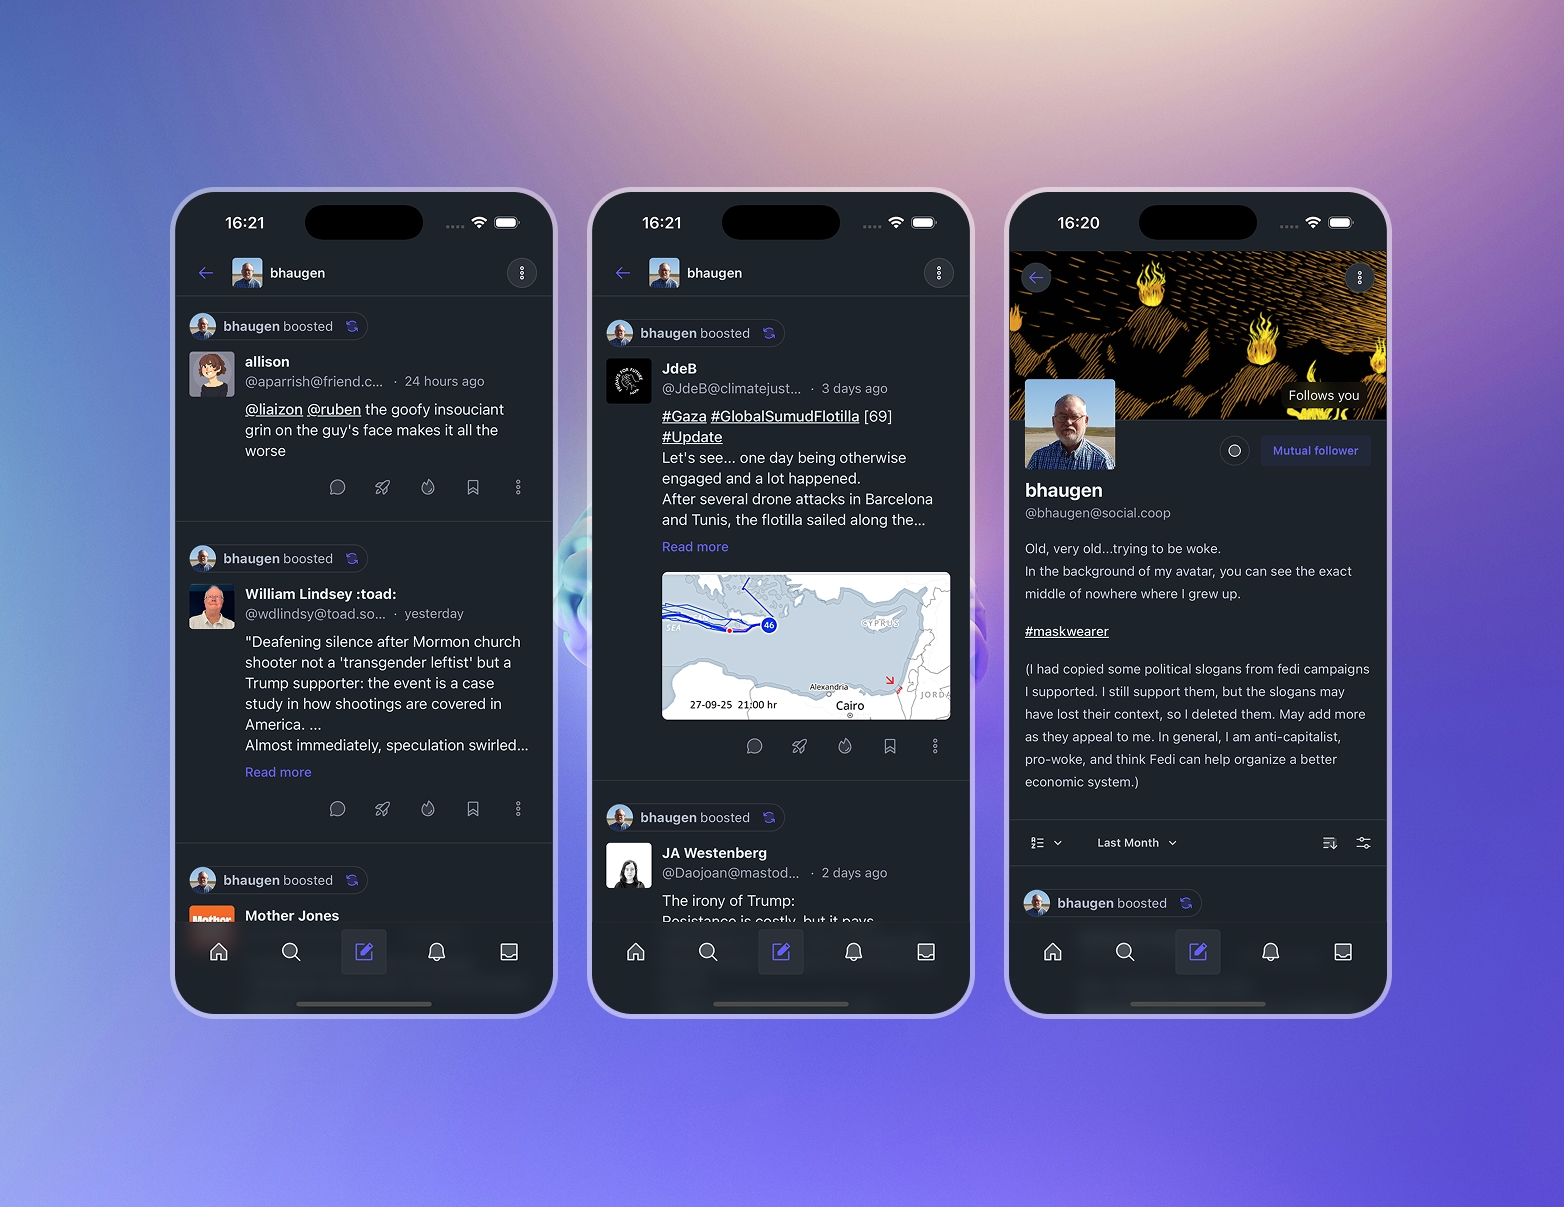 16:21
bhaugen
bhaugen boosted
allison
@aparrish@friend.c... · 24 hours ago
@liaizon @ruben the goofy insouciant
grin on the guy's face makes it all the
worse
bhaugen boosted
William Lindsey :toad:
@wdlindsy@toad.so... · yesterday
"Deafening silence after Mormon church
shooter not a 'transgender leftist' but a
Trump supporter: the event is a case
study in how shootings are covered in
America. ...
Almost immediately, speculation swirled...
Read more
bhaugen boosted
Mother
Mother Jones
16:21
bhaugen
bhaugen boosted
JdeB
@JdeB@climatejust... · 3 days ago
#Gaza #GlobalSumudFlotilla [69]
#Update
Let's see... one day being otherwise
engaged and a lot happened.
After several drone attacks in Barcelona
and Tunis, the flotilla sailed along the...
Read more
SEA
46
CYPRUS
Alexandria
JORDA
27-09-25 21:00 hr
Cairo
bhaugen boosted
JA Westenberg
@Daojoan@mastod... · 2 days ago
The irony of Trump:
Resistance is costly, but it pays
16:20
Follows you
Mutual follower
bhaugen
@bhaugen@social.coop
Old, very old...trying to be woke.
In the background of my avatar, you can see the exact
middle of nowhere where I grew up.
#maskwearer
(I had copied some political slogans from fedi campaigns
I supported. I still support them, but the slogans may
have lost their context, so I deleted them. May add more
as they appeal to me. In general, I am anti-capitalist,
pro-woke, and think Fedi can help organize a better
economic system.)
Last Month
bhaugen boosted